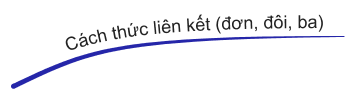 Cách thức liên kết (đơn, đôi, ba)